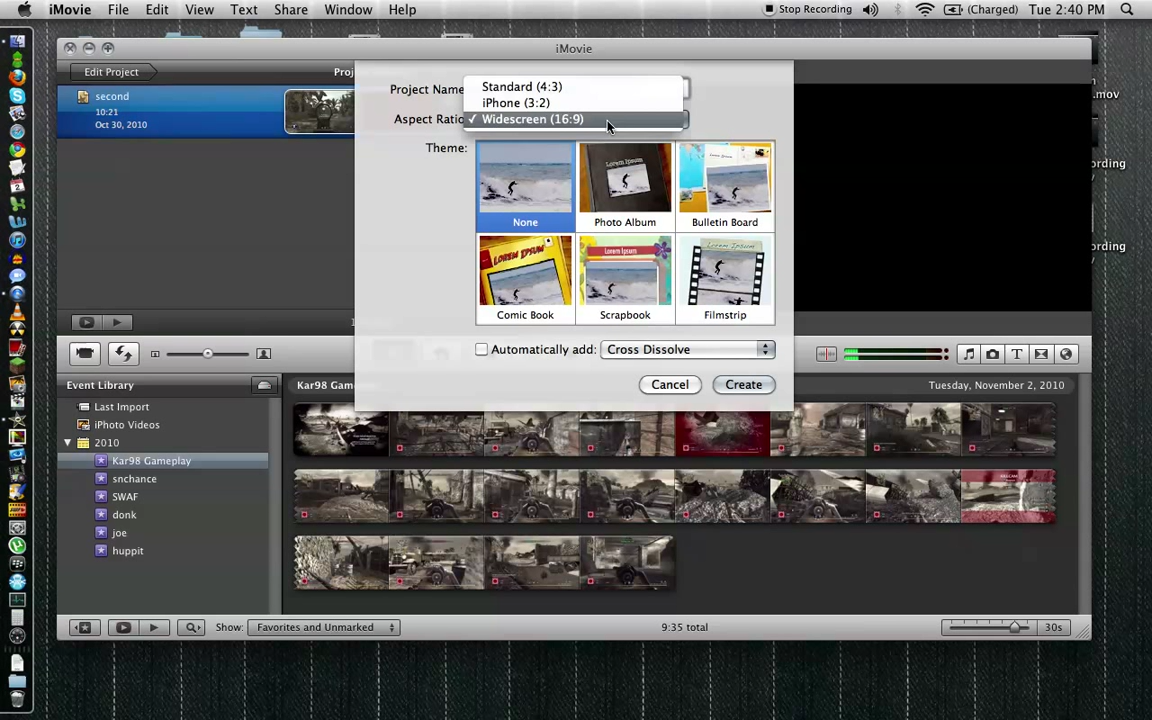 iMovie File Edit View Text Share Window Help Stop Recording (Charged) Tue 2:40 PM
iMovie
Edit Project
second
10:21
Oct 30, 2010
Project Name
Standard (4:3)
iPhone (3:2)
Aspect Ratio
✓ Widescreen (16:9)
Theme:
None
Photo Album
Bulletin Board
Comic Book
Scrapbook
Filmstrip
Automatically add: Cross Dissolve
Cancel Create
.mov
ording
ording
Event Library
Last Import
iPhoto Videos
2010
Kar98 Gameplay
snchance
SWAF
donk
joe
huppit
Kar98 Gam
Tuesday, November 2, 2010
Show: Favorites and Unmarked 9:35 total 30s